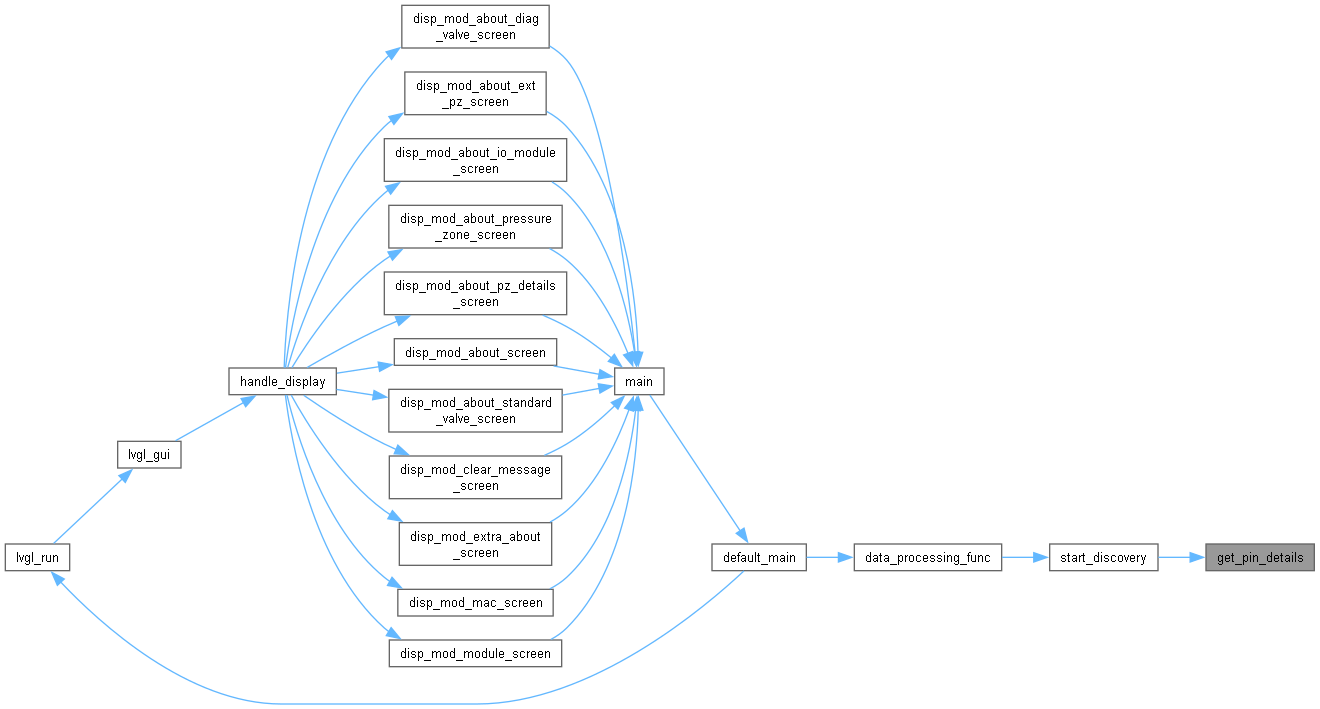 disp_mod_about_diag
_valve_screen
disp_mod_about_ext
_pz_screen
disp_mod_about_io_module
_screen
disp_mod_about_pressure
_zone_screen
disp_mod_about_pz_details
_screen
disp_mod_about_screen
handle_display
main
disp_mod_about_standard
_valve_screen
lvgl_gui
disp_mod_clear_message
_screen
disp_mod_extra_about
_screen
lvgl_run
default_main
data_processing_func
start_discovery
get_pin_details
disp_mod_mac_screen
disp_mod_module_screen